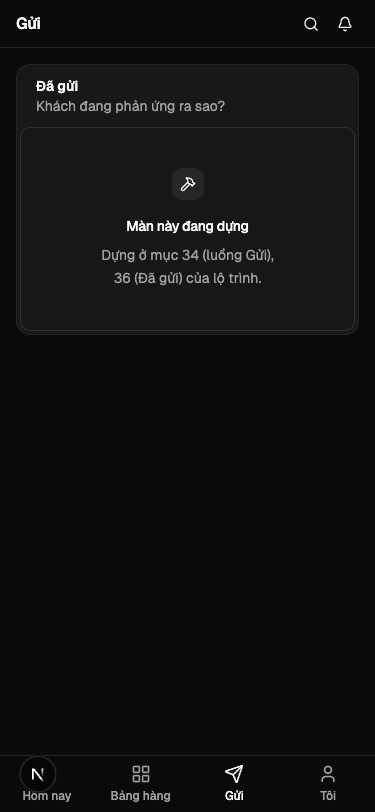 Gửi
Đã gửi
Khách đang phản ứng ra sao?
Màn này đang dựng
Dựng ở mục 34 (luồng Gửi),
36 (Đã gửi) của lộ trình.
N
Hôm nay
Bảng hàng
Gửi
Tôi